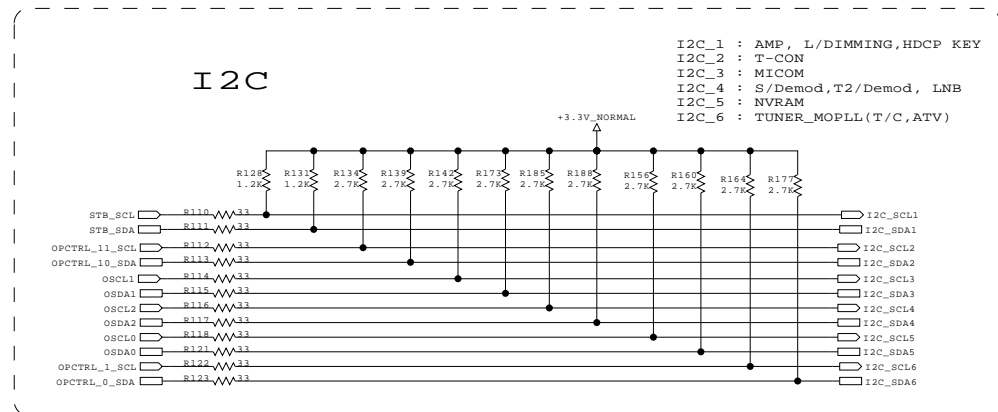 I2C
I2C_1 : AMP, L/DIMMING,HDCP KEY
I2C_2 : T-CON
I2C_3 : MICOM
I2C_4 : S/Demod,T2/Demod, LNB
I2C_5 : NVRAM
I2C_6 : TUNER_MOPLL(T/C,ATV)
+3.3V_NORMAL
R128 R131 R134 R139 R142 R173 R185 R188 R156 R160 R164 R177
1.2K 1.2K 2.7K 2.7K 2.7K 2.7K 2.7K 2.7K 2.7K 2.7K 2.7K 2.7K
STB_SCL R110 33 I2C_SCL1
STB_SDA R111 33 I2C_SDA1
OPCTRL_11_SCL R112 33 I2C_SCL2
OPCTRL_10_SDA R113 33 I2C_SDA2
OSCL1 R114 33 I2C_SCL3
OSDA1 R115 33 I2C_SDA3
OSCL2 R116 33 I2C_SCL4
OSDA2 R117 33 I2C_SDA4
OSCL0 R118 33 I2C_SCL5
OSDA0 R121 33 I2C_SDA5
OPCTRL_1_SCL R122 33 I2C_SCL6
OPCTRL_0_SDA R123 33 I2C_SDA6